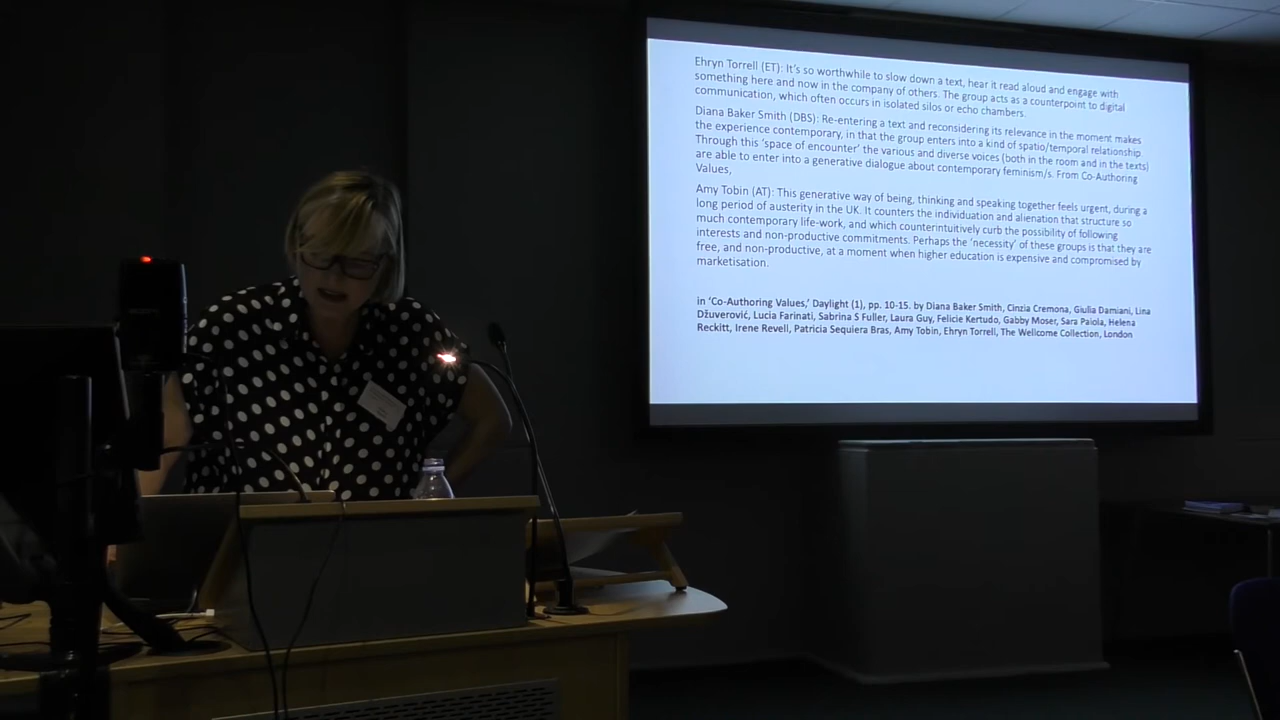 Ehryn Torrell (ET): It's so worthwhile to slow down a text, hear it read aloud and engage with
something here and now in the company of others. The group acts as a counterpoint to digital
communication, which often occurs in isolated silos or echo chambers.
Diana Baker Smith (DBS): Re-entering a text and reconsidering its relevance in the moment makes
the experience contemporary, in that the group enters into a kind of spatio/temporal relationship.
Through this 'space of encounter' the various and diverse voices (both in the room and in the texts)
are able to enter into a generative dialogue about contemporary feminism/s. From Co-Authoring
Values,
Amy Tobin (AT): This generative way of being, thinking and speaking together feels urgent, during a
long period of austerity in the UK. It counters the individuation and alienation that structure so
much contemporary life-work, and which counterintuitively curb the possibility of following
interests and non-productive commitments. Perhaps the 'necessity' of these groups is that they are
free, and non-productive, at a moment when higher education is expensive and compromised by
marketisation.
in 'Co-Authoring Values,' Daylight (1), pp. 10-15. by Diana Baker Smith, Cinzia Cremona, Giulia Damiani, Lina
Džuverović, Lucia Farinati, Sabrina S Fuller, Laura Guy, Felicie Kertudo, Gabby Moser, Sara Paiola, Helena
Reckitt, Irene Revell, Patricia Sequiera Bras, Amy Tobin, Ehryn Torrell, The Wellcome Collection, London